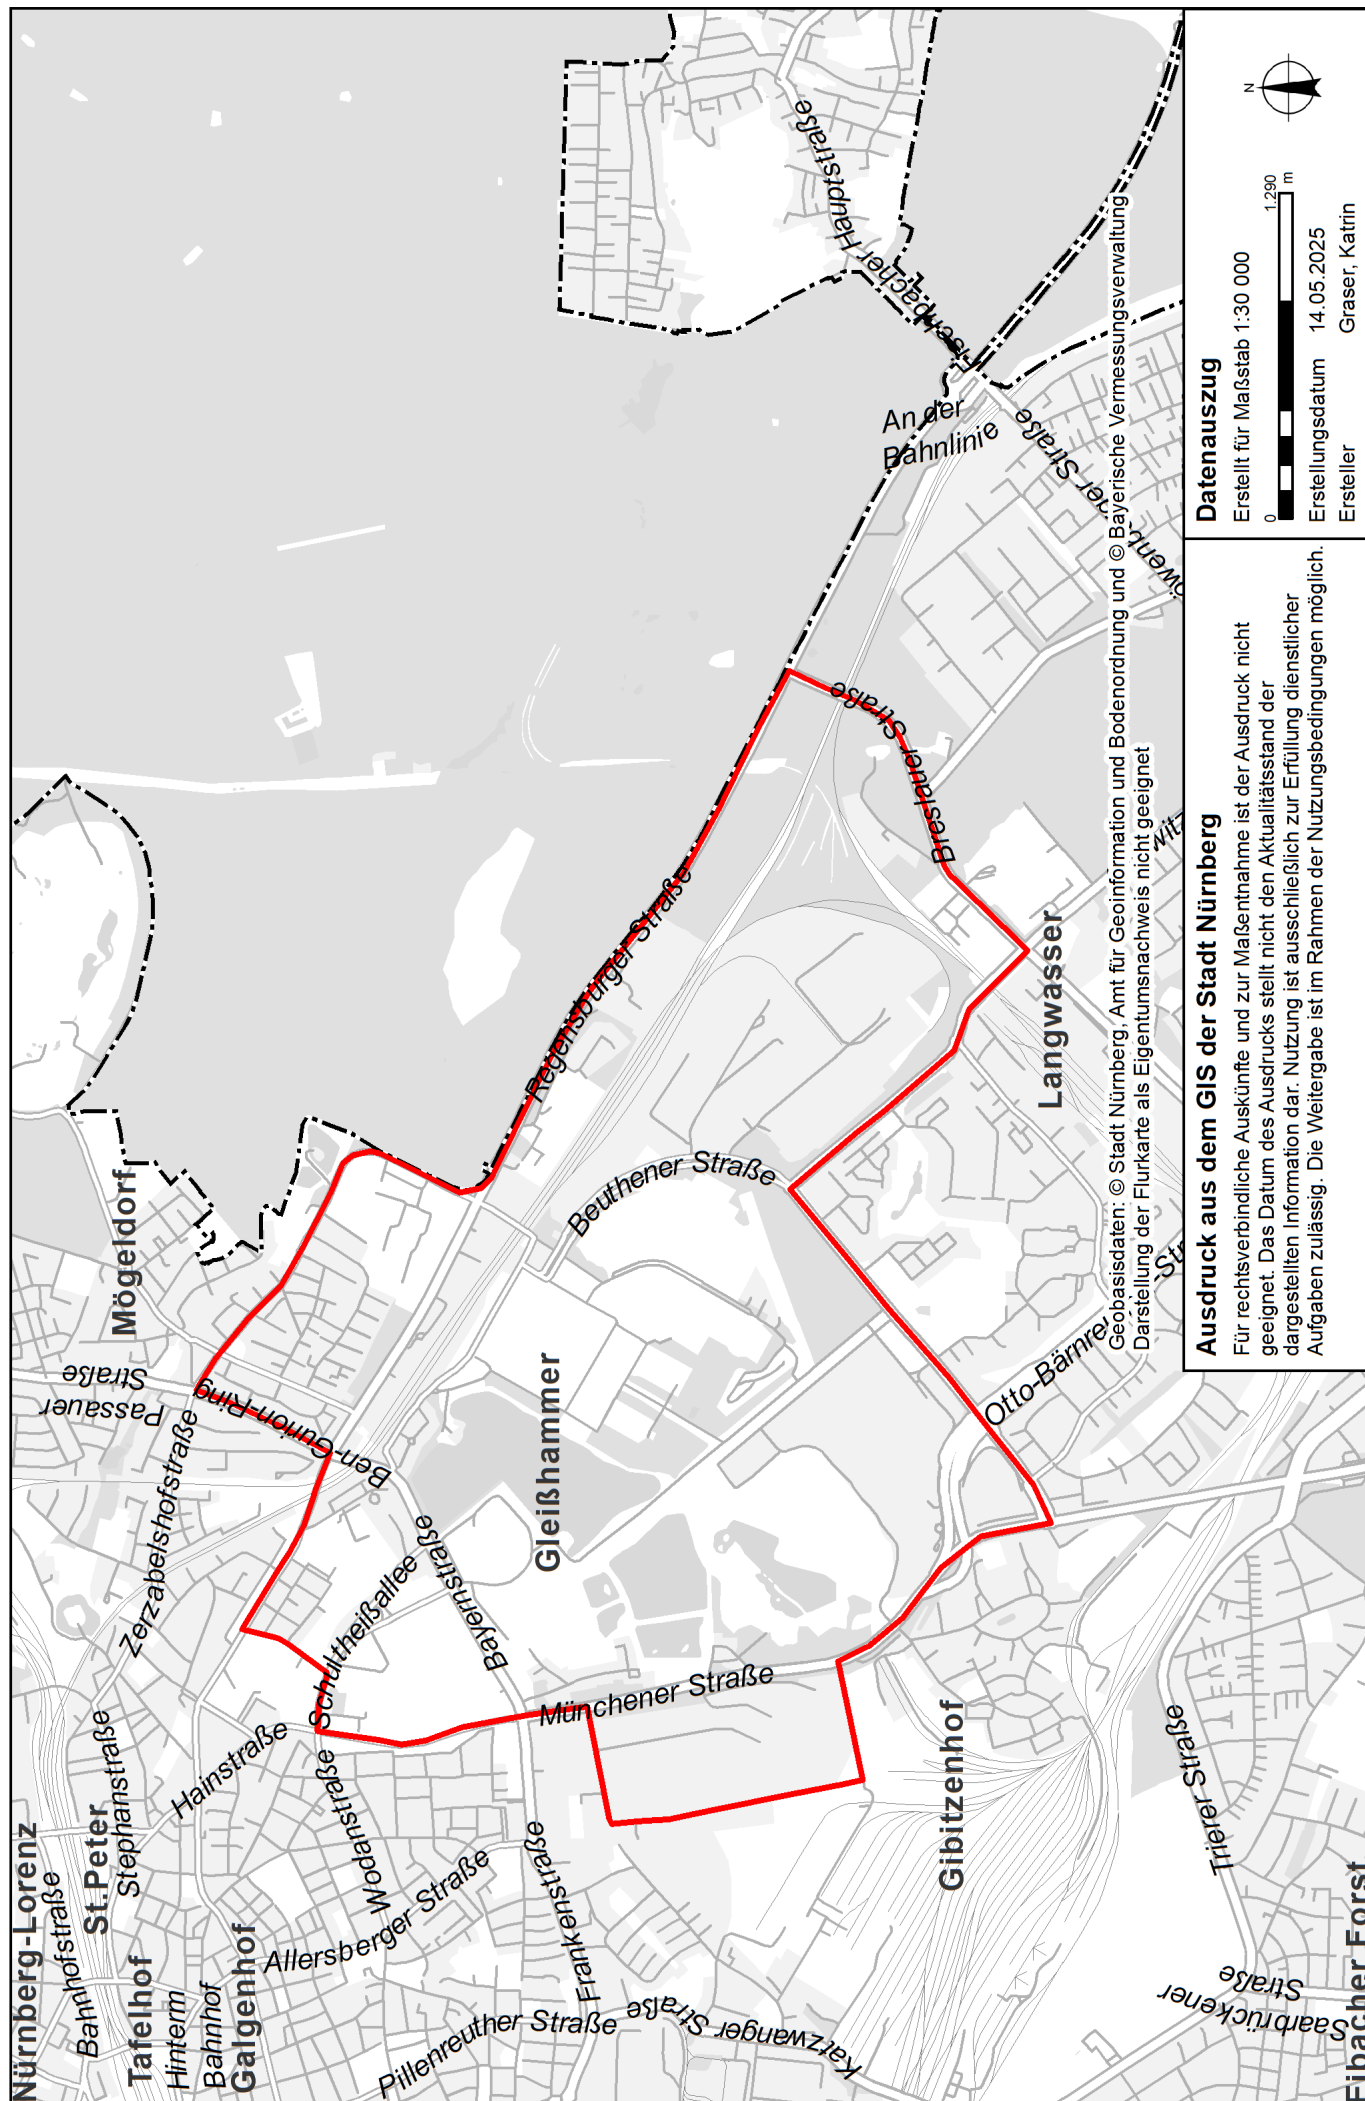 Nürnberg-Lorenz
Bahnhofstraße
St.Peter
Stephanstraße
Tafelhof
Hinterm
Bahnhof
Galgenhof
Hainstraße
Wodanstraße
Allersberger Straße
Pillenreuther Straße
Frankenstraße
Katzwanger Straße
Zerzabelshofstraße
Passauer
Straße
Mögeldorf
Ben-Gurion-Ring
Schultheißallee
Bayernstraße
Münchener Straße
Gleißhammer
Beuthener Straße
Regensburger Straße
Breslauer Straße
Langwasser
Gibitzenhof
Trierer Straße
Saarbrückener
Straße
Eibacher Forst
An der
Bahnlinie
Fischbacher Hauptstraße
Geobasisdaten: © Stadt Nürnberg, Amt für Geoinformation und Bodenordnung und © Bayerische Vermessungsverwaltung
Darstellung der Flurkarte als Eigentumsnachweis nicht geeignet
Ausdruck aus dem GIS der Stadt Nürnberg
Für rechtsverbindliche Auskünfte und zur Maßentnahme ist der Ausdruck nicht
geeignet. Das Datum des Ausdrucks stellt nicht den Aktualitätsstand der
dargestellten Information dar. Nutzung ist ausschließlich zur Erfüllung dienstlicher
Aufgaben zulässig. Die Weitergabe ist im Rahmen der Nutzungsbedingungen möglich.
Datenauszug
Erstellt für Maßstab 1:30 000
0 1.290
m
Erstellungsdatum 14.05.2025
Ersteller Graser, Katrin
N